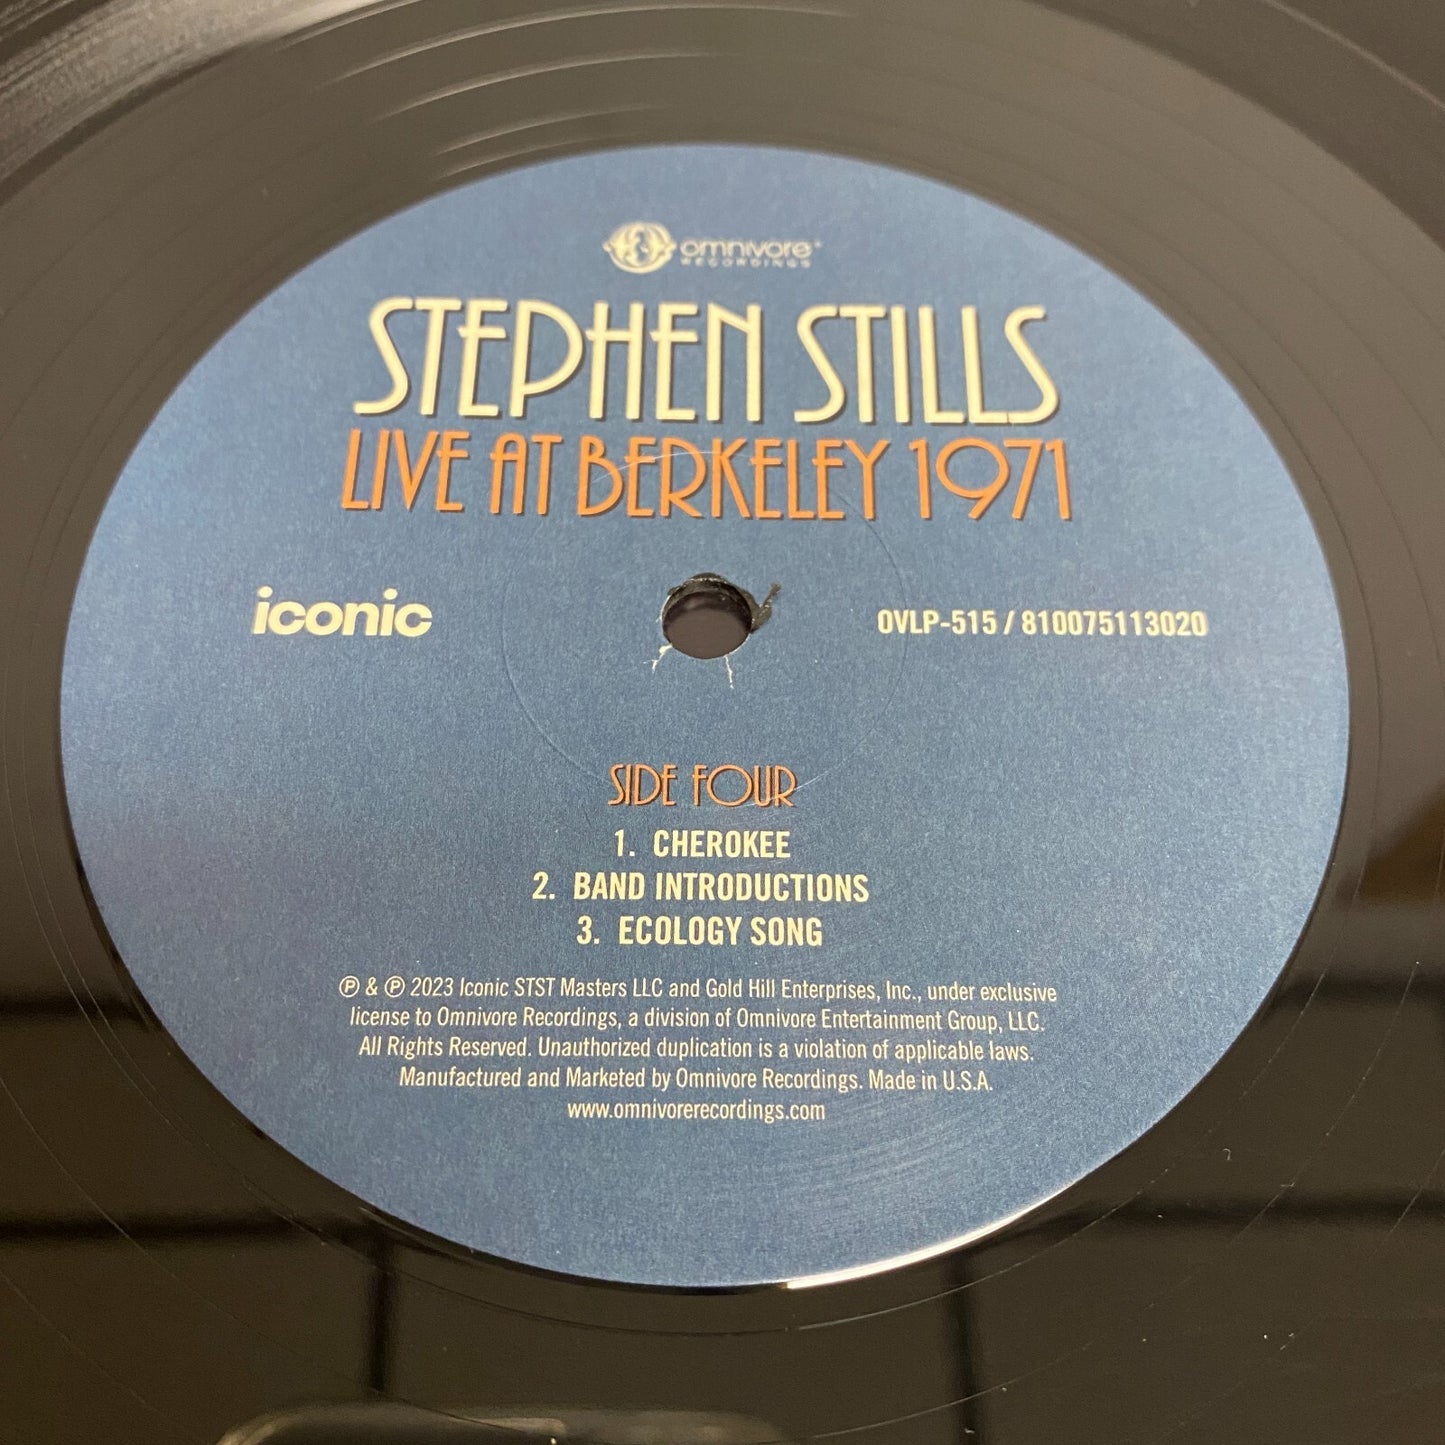 omnivore
RECORDINGS
STEPHEN STILLS
LIVE AT BERKELEY 1971
iconic
OVLP-515 / 810075113020
SIDE FOUR
1. CHEROKEE
2. BAND INTRODUCTIONS
3. ECOLOGY SONG
℗ & ℗ 2023 Iconic STST Masters LLC and Gold Hill Enterprises, Inc., under exclusive
license to Omnivore Recordings, a division of Omnivore Entertainment Group, LLC.
All Rights Reserved. Unauthorized duplication is a violation of applicable laws.
Manufactured and Marketed by Omnivore Recordings. Made in U.S.A.
www.omnivorerecordings.com